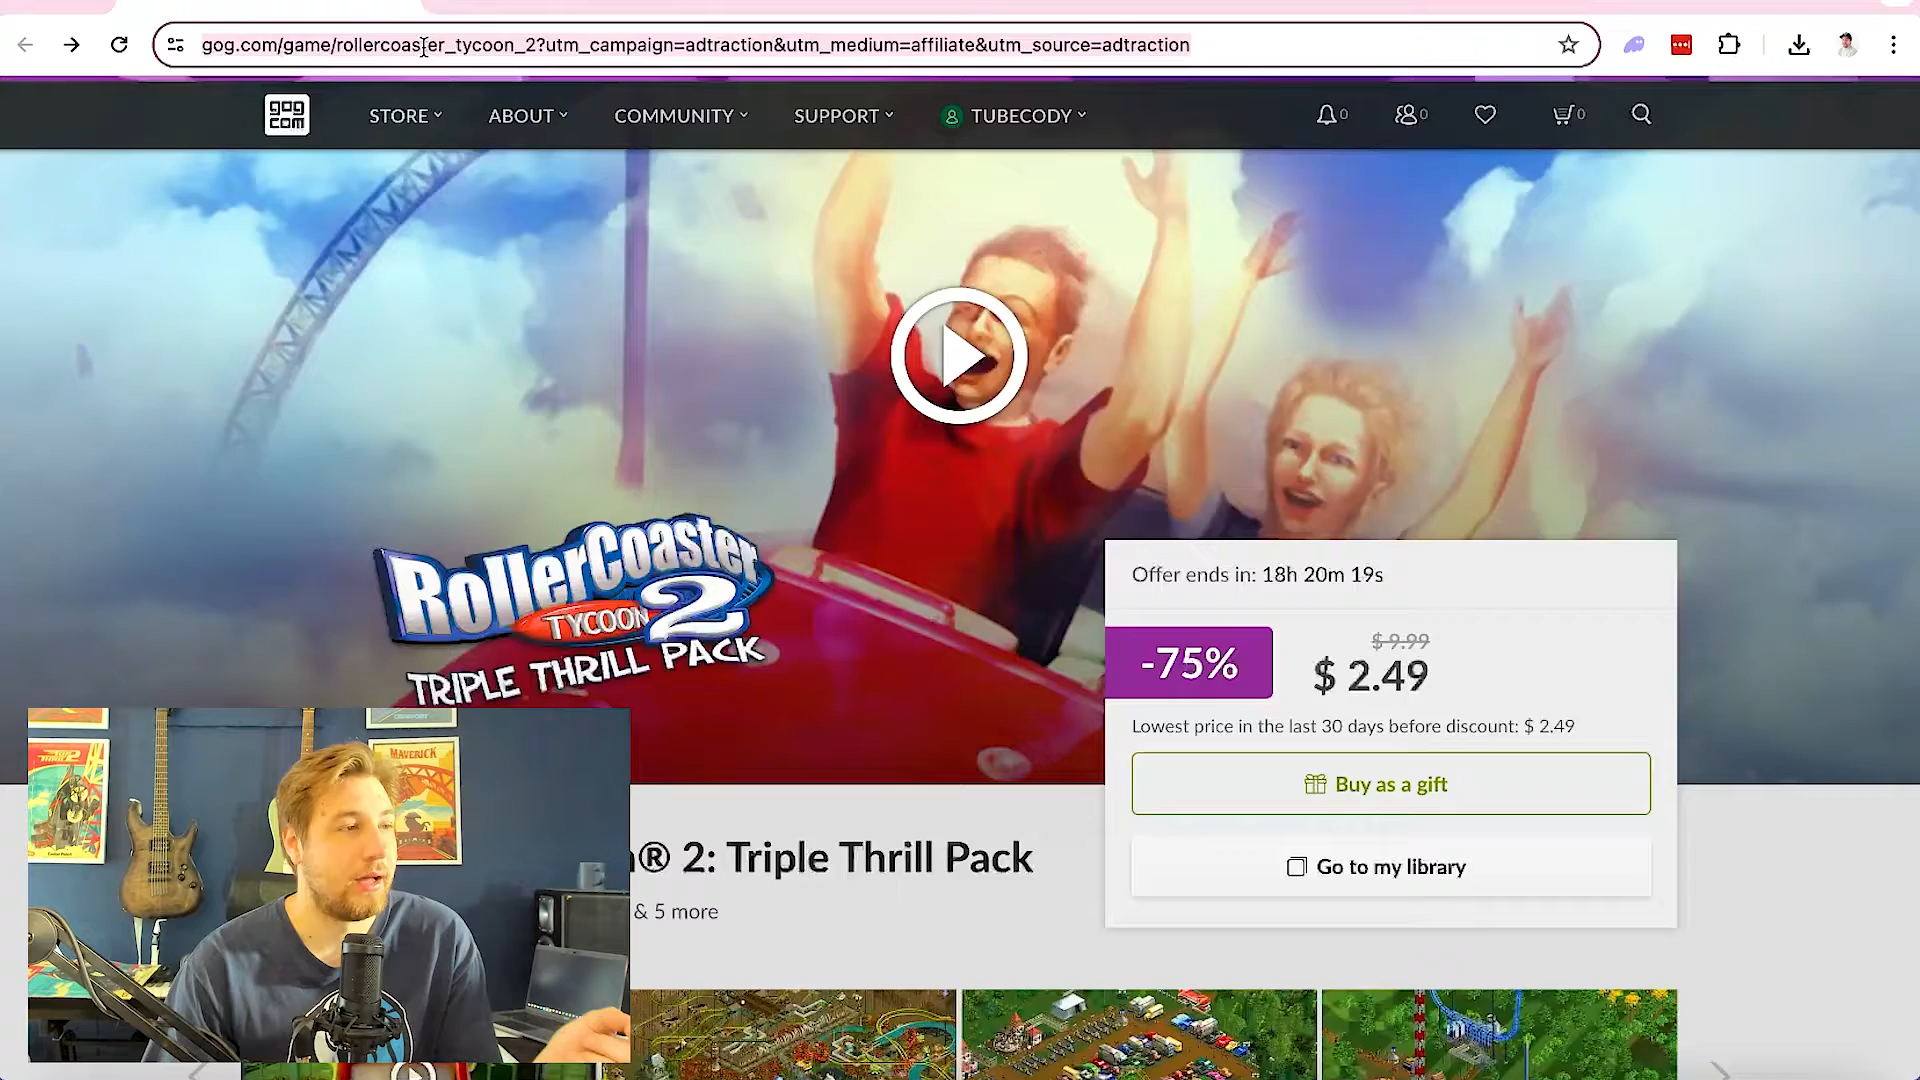 gog.com/game/rollercoaster_tycoon_2?utm_campaign=adtraction&utm_medium=affiliate&utm_source=adtraction
gog
com
STORE
ABOUT
COMMUNITY
SUPPORT
TUBECODY
0
0
0
RollerCoaster
TYCOON 2
TRIPLE THRILL PACK
Offer ends in: 18h 20m 19s
-75%
$ 9.99
$ 2.49
Lowest price in the last 30 days before discount: $ 2.49
Buy as a gift
Go to my library
® 2: Triple Thrill Pack
& 5 more
MAVERICK